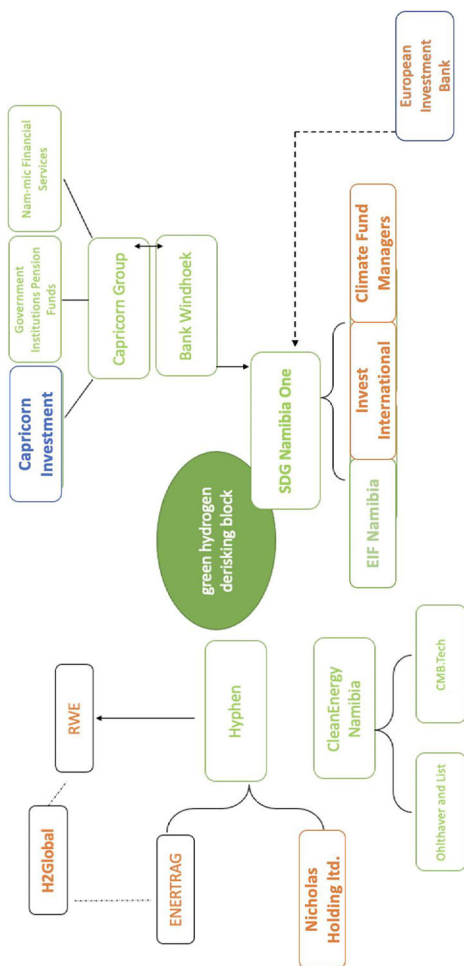 H2Global
RWE
ENERTRAG
Hyphen
Nicholas
Holding ltd.
CleanEnergy
Namibia
Ohlthaver and List
CMB.Tech
green hydrogen
derisking block
Capricorn
Investment
Government
Institutions Pension
Funds
Nam-mic Financial
Services
Capricorn Group
Bank Windhoek
SDG Namibia One
EIF Namibia
Invest
International
Climate Fund
Managers
European
Investment
Bank